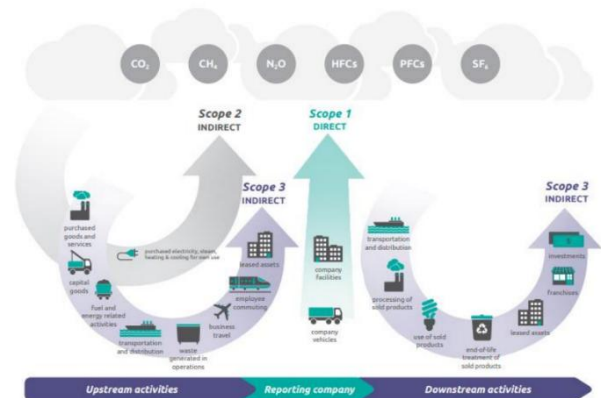 CO₂ CH₄ N₂O HFCs PFCs SF₆
Scope 2
INDIRECT
Scope 1
DIRECT
Scope 3
INDIRECT
Scope 3
INDIRECT
purchased
goods and
services
capital
goods
fuel and
energy related
activities
transportation
and distribution
waste
generated in
operations
business
travel
employee
commuting
leased assets
purchased electricity, steam,
heating & cooling for own use
company
facilities
company
vehicles
transportation
and distribution
processing of
sold products
use of sold
products
end-of-life
treatment of
sold products
leased assets
franchises
investments
$
Upstream activities
Reporting company
Downstream activities